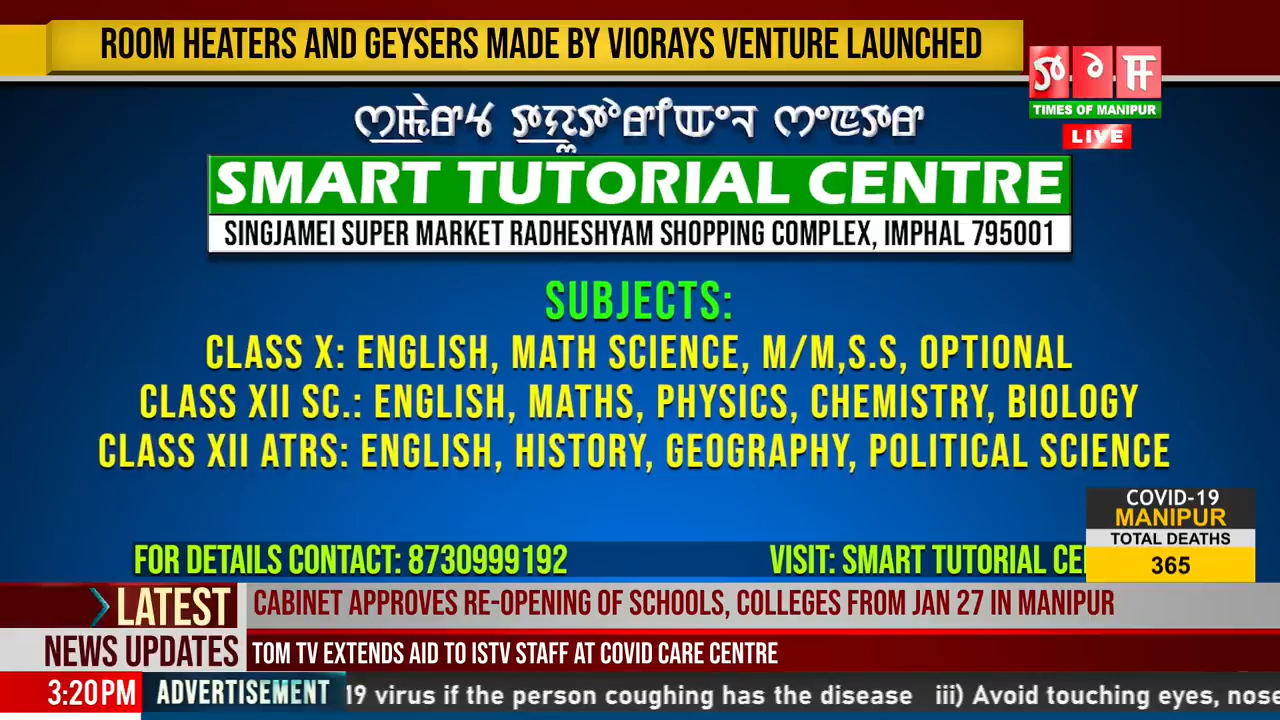 ROOM HEATERS AND GEYSERS MADE BY VIORAYS VENTURE LAUNCHED
TIMES OF MANIPUR
LIVE
SMART TUTORIAL CENTRE
SINGJAMEI SUPER MARKET RADHESHYAM SHOPPING COMPLEX, IMPHAL 795001
SUBJECTS:
CLASS X: ENGLISH, MATH SCIENCE, M/M,S.S, OPTIONAL
CLASS XII SC.: ENGLISH, MATHS, PHYSICS, CHEMISTRY, BIOLOGY
CLASS XII ATRS: ENGLISH, HISTORY, GEOGRAPHY, POLITICAL SCIENCE
COVID-19
MANIPUR
TOTAL DEATHS
365
FOR DETAILS CONTACT: 8730999192 VISIT: SMART TUTORIAL CE
LATEST
NEWS UPDATES
CABINET APPROVES RE-OPENING OF SCHOOLS, COLLEGES FROM JAN 27 IN MANIPUR
TOM TV EXTENDS AID TO ISTV STAFF AT COVID CARE CENTRE
3:20PM ADVERTISEMENT 19 virus if the person coughing has the disease iii) Avoid touching eyes, nose